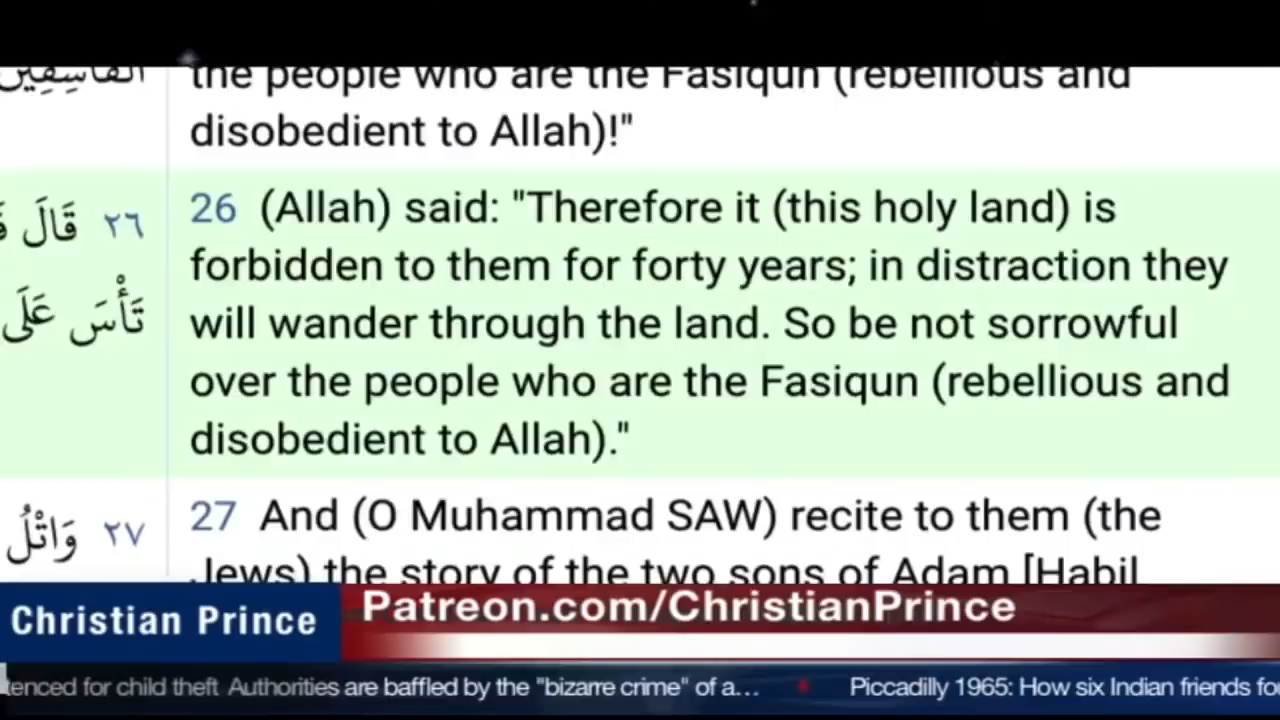 الفاسقين
the people who are the Fasiqun (rebellious and
disobedient to Allah)!"
٢٦ قَالَ
تَأْسَ عَلَى
26 (Allah) said: "Therefore it (this holy land) is
forbidden to them for forty years; in distraction they
will wander through the land. So be not sorrowful
over the people who are the Fasiqun (rebellious and
disobedient to Allah)."
٢٧ وَاتْلُ
27 And (O Muhammad SAW) recite to them (the
Jews) the story of the two sons of Adam [Habil
Christian Prince
Patreon.com/ChristianPrince
tenced for child theft Authorities are baffled by the "bizarre crime" of a... Piccadilly 1965: How six Indian friends fo